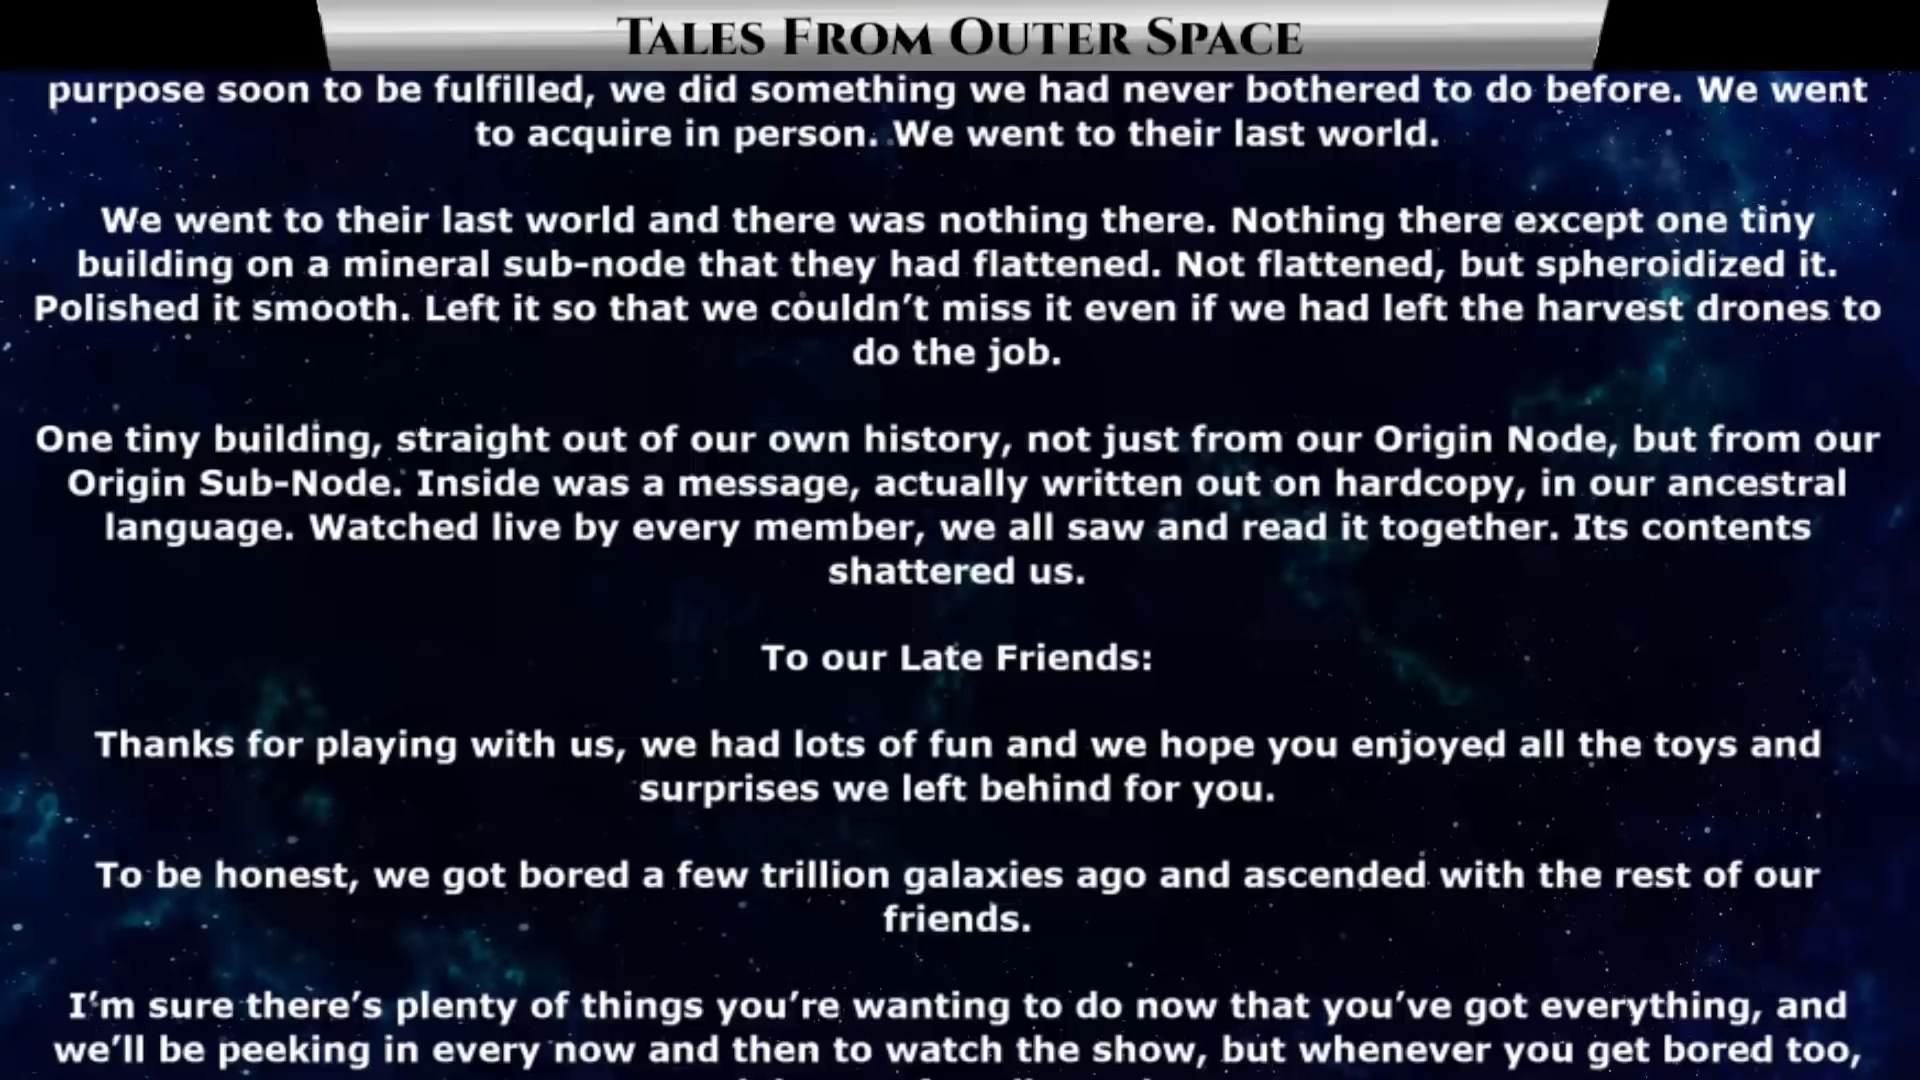 TALES FROM OUTER SPACE
purpose soon to be fulfilled, we did something we had never bothered to do before. We went
to acquire in person. We went to their last world.
We went to their last world and there was nothing there. Nothing there except one tiny
building on a mineral sub-node that they had flattened. Not flattened, but spheroidized it.
Polished it smooth. Left it so that we couldn’t miss it even if we had left the harvest drones to
do the job.
One tiny building, straight out of our own history, not just from our Origin Node, but from our
Origin Sub-Node. Inside was a message, actually written out on hardcopy, in our ancestral
language. Watched live by every member, we all saw and read it together. Its contents
shattered us.
To our Late Friends:
Thanks for playing with us, we had lots of fun and we hope you enjoyed all the toys and
surprises we left behind for you.
To be honest, we got bored a few trillion galaxies ago and ascended with the rest of our
friends.
I’m sure there’s plenty of things you’re wanting to do now that you’ve got everything, and
we’ll be peeking in every now and then to watch the show, but whenever you get bored too,